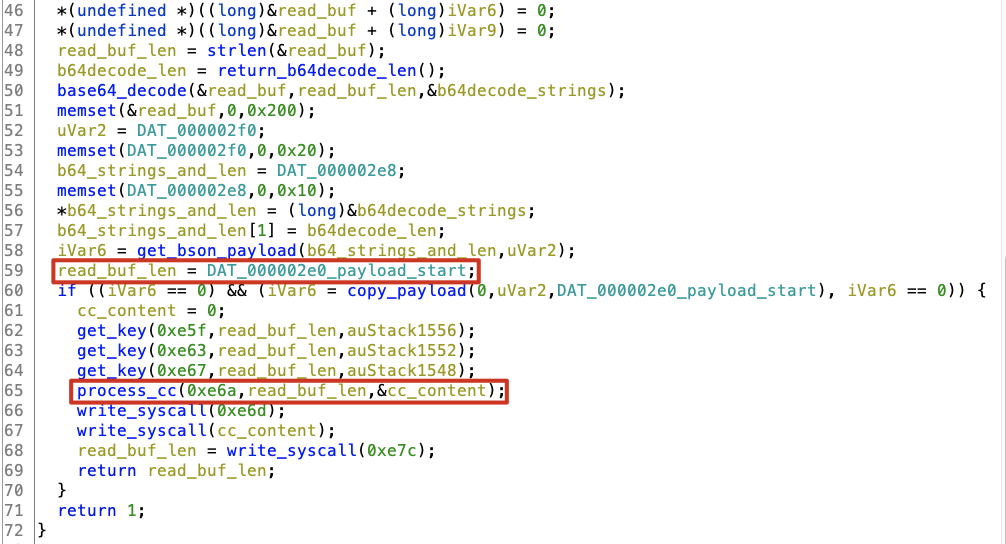 46 *(undefined *)((long)&read_buf + (long)iVar6) = 0;
47 *(undefined *)((long)&read_buf + (long)iVar9) = 0;
48 read_buf_len = strlen(&read_buf);
49 b64decode_len = return_b64decode_len();
50 base64_decode(&read_buf,read_buf_len,&b64decode_strings);
51 memset(&read_buf,0,0x200);
52 uVar2 = DAT_000002f0;
53 memset(DAT_000002f0,0,0x20);
54 b64_strings_and_len = DAT_000002e8;
55 memset(DAT_000002e8,0,0x10);
56 *b64_strings_and_len = (long)&b64decode_strings;
57 b64_strings_and_len[1] = b64decode_len;
58 iVar6 = get_bson_payload(b64_strings_and_len,uVar2);
59 read_buf_len = DAT_000002e0_payload_start;
60 if ((iVar6 == 0) && (iVar6 = copy_payload(0,uVar2,DAT_000002e0_payload_start), iVar6 == 0)) {
61 cc_content = 0;
62 get_key(0xe5f,read_buf_len,auStack1556);
63 get_key(0xe63,read_buf_len,auStack1552);
64 get_key(0xe67,read_buf_len,auStack1548);
65 process_cc(0xe6a,read_buf_len,&cc_content);
66 write_syscall(0xe6d);
67 write_syscall(cc_content);
68 read_buf_len = write_syscall(0xe7c);
69 return read_buf_len;
70 }
71 return 1;
72 }